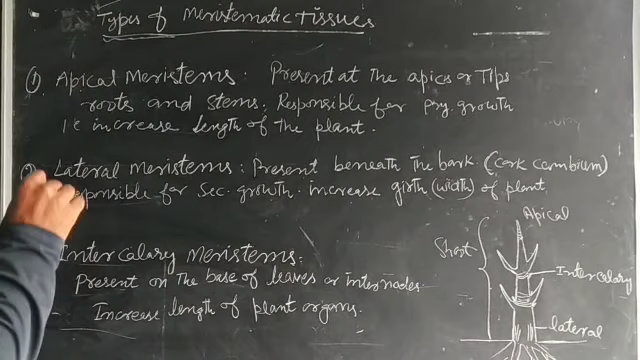 Types of Meristematic tissues
① Apical Meristems: Present at the apices or Tips
roots and stems. Responsible for pry. growth
i.e increase length of the plant.
Lateral Meristems: Present beneath the bark. (Cork cambium)
responsible for Sec. growth. increase girth (width) of plant
Intercalary Meristems:
Present on the base of leaves or internodes
- Increase length of plant organs.
Apical
Shoot
Intercalary
lateral